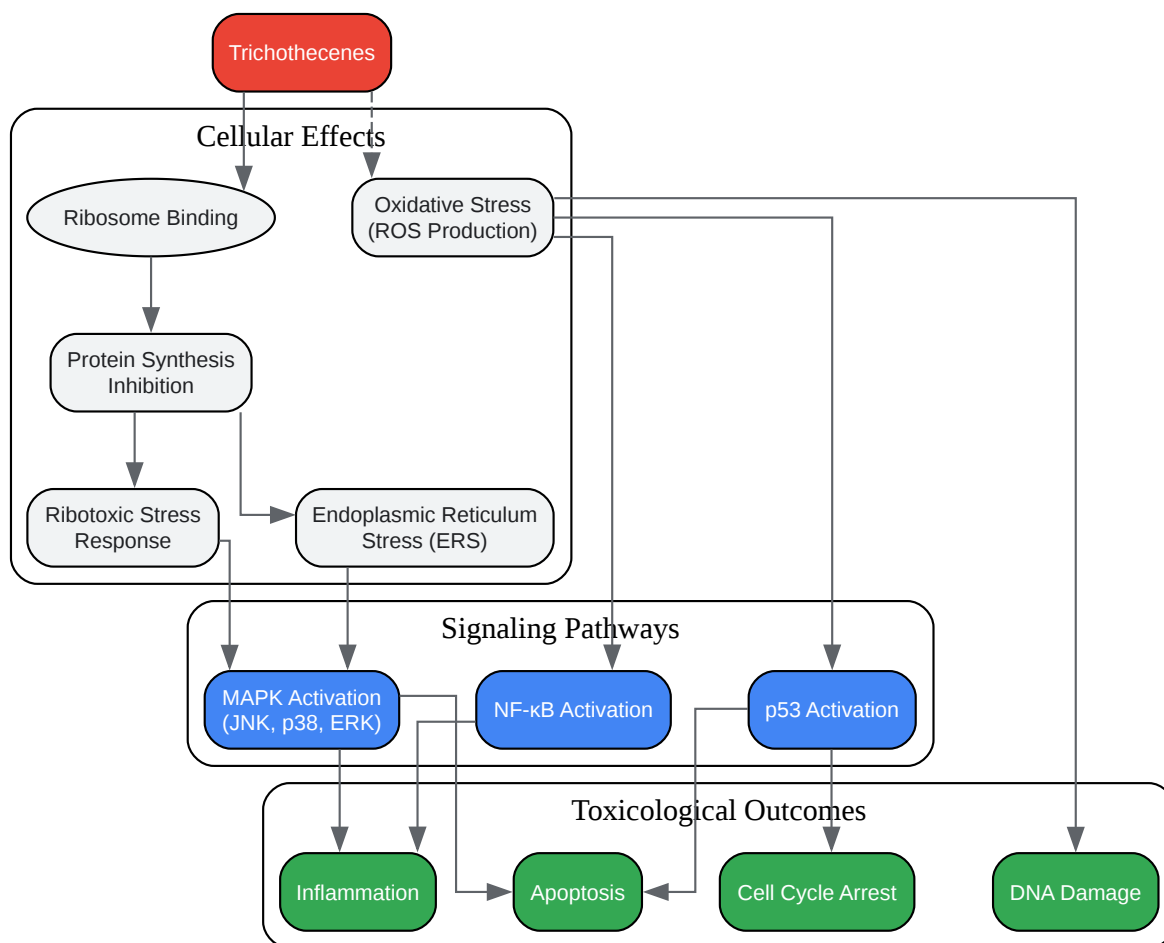 Trichothecenes
Cellular Effects
Ribosome Binding
Oxidative Stress
(ROS Production)
Protein Synthesis
Inhibition
Ribotoxic Stress
Response
Endoplasmic Reticulum
Stress (ERS)
Signaling Pathways
MAPK Activation
(JNK, p38, ERK)
NF-κB Activation
p53 Activation
Toxicological Outcomes
Inflammation
Apoptosis
Cell Cycle Arrest
DNA Damage